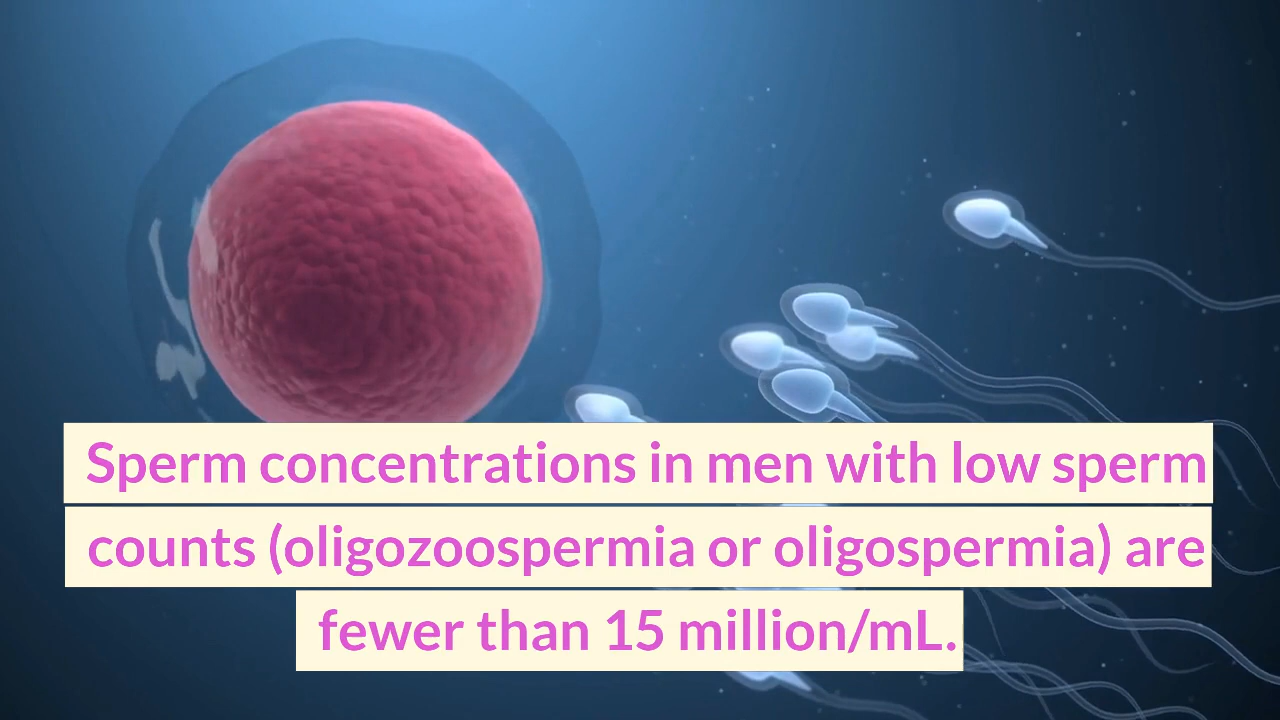 Sperm concentrations in men with low sperm
counts (oligozoospermia or oligospermia) are
fewer than 15 million/mL.